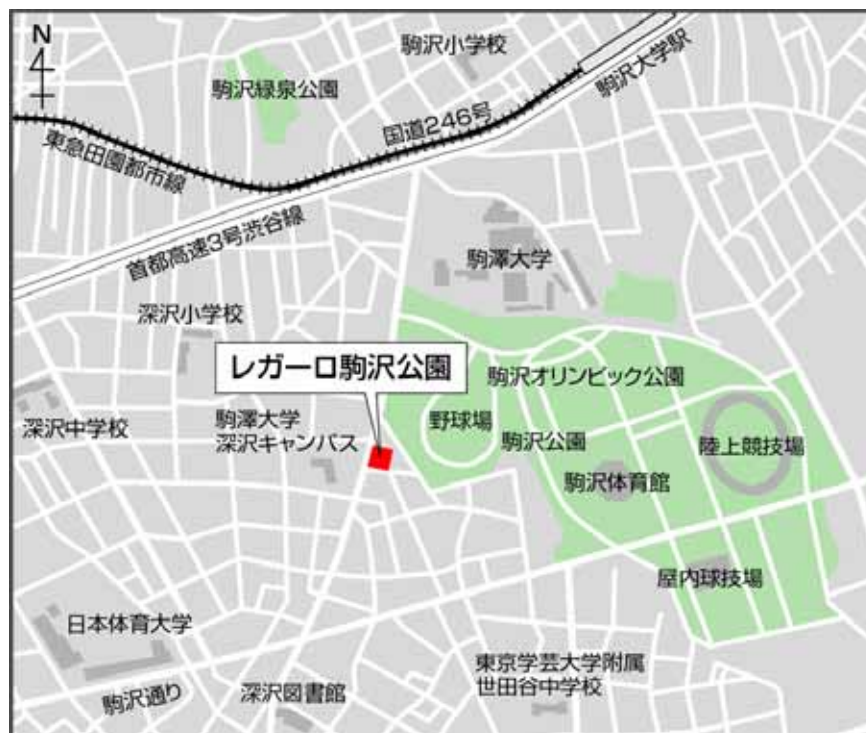 N
駒沢小学校
駒沢大学駅
駒沢緑泉公園
国道246号
東急田園都市線
首都高速3号渋谷線
駒澤大学
深沢小学校
レガーロ駒沢公園
駒沢オリンピック公園
深沢中学校
駒澤大学
深沢キャンパス
野球場
駒沢公園
陸上競技場
駒沢体育館
屋内球技場
日本体育大学
東京学芸大学附属
世田谷中学校
駒沢通り
深沢図書館